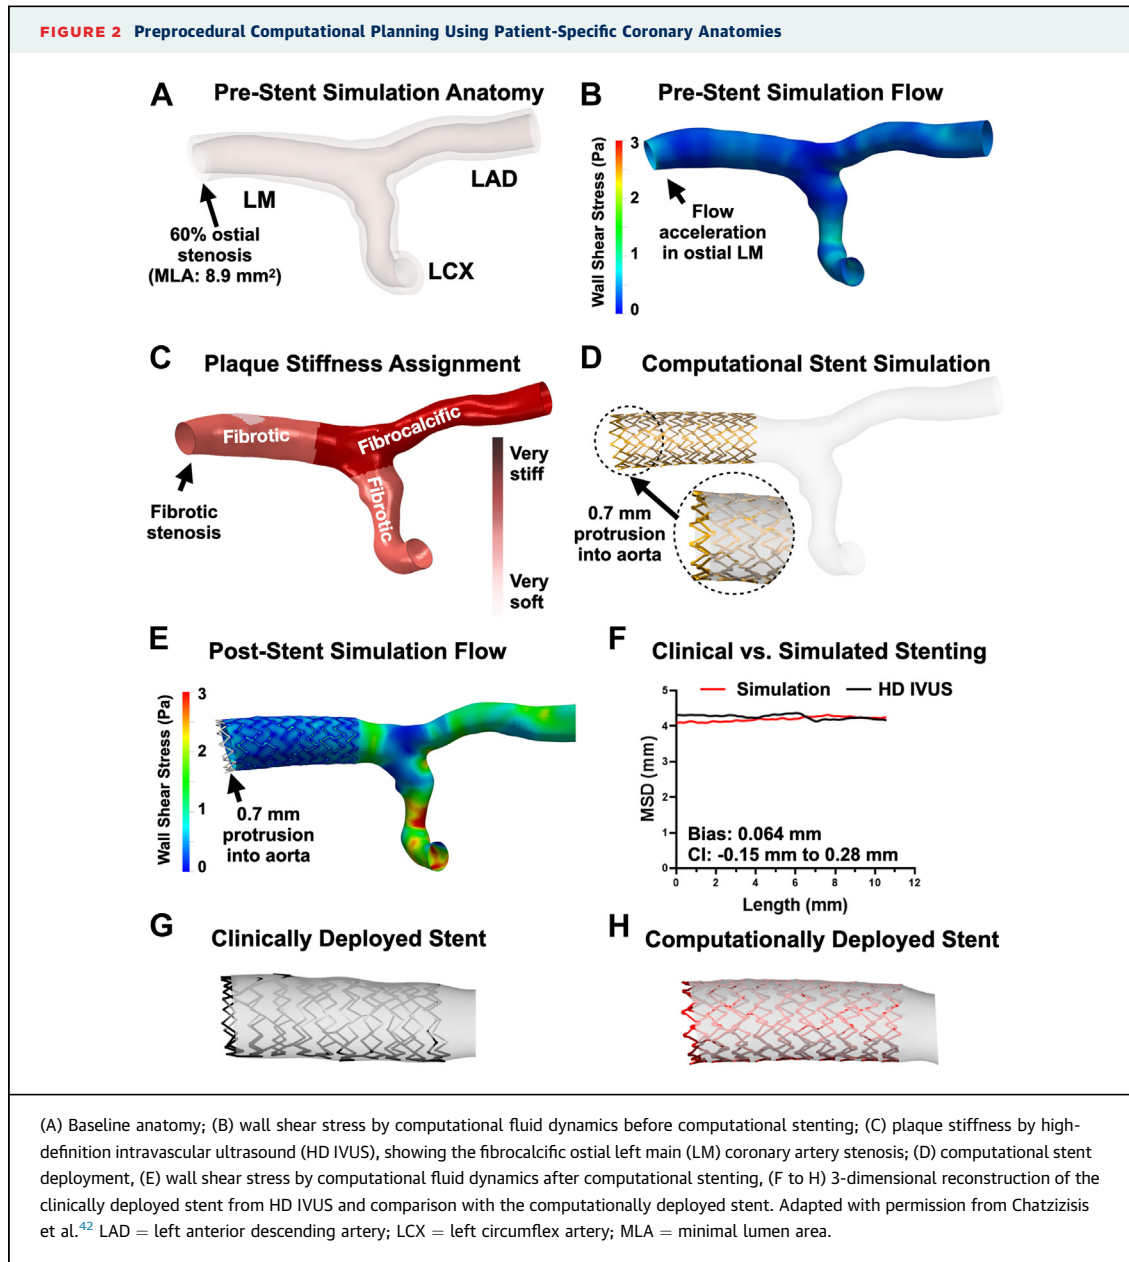 FIGURE 2 Preprocedural Computational Planning Using Patient-Specific Coronary Anatomies
A
Pre-Stent Simulation Anatomy
LM
LAD
LCX
60% ostial
stenosis
(MLA: 8.9 mm²)
B
Pre-Stent Simulation Flow
Wall Shear Stress (Pa)
3
2
1
0
Flow
acceleration
in ostial LM
C
Plaque Stiffness Assignment
Fibrotic
Fibrocalcific
Fibrotic
Fibrotic
stenosis
Very
stiff
Very
soft
D
Computational Stent Simulation
0.7 mm
protrusion
into aorta
E
Post-Stent Simulation Flow
Wall Shear Stress (Pa)
3
2
1
0
0.7 mm
protrusion
into aorta
F
Clinical vs. Simulated Stenting
Simulation HD IVUS
MSD (mm)
5
4
3
2
1
0
Bias: 0.064 mm
CI: -0.15 mm to 0.28 mm
0 2 4 6 8 10 12
Length (mm)
G
Clinically Deployed Stent
H
Computationally Deployed Stent
(A) Baseline anatomy; (B) wall shear stress by computational fluid dynamics before computational stenting; (C) plaque stiffness by high-
definition intravascular ultrasound (HD IVUS), showing the fibrocalcific ostial left main (LM) coronary artery stenosis; (D) computational stent
deployment, (E) wall shear stress by computational fluid dynamics after computational stenting, (F to H) 3-dimensional reconstruction of the
clinically deployed stent from HD IVUS and comparison with the computationally deployed stent. Adapted with permission from Chatzizisis
et al.⁴² LAD = left anterior descending artery; LCX = left circumflex artery; MLA = minimal lumen area.